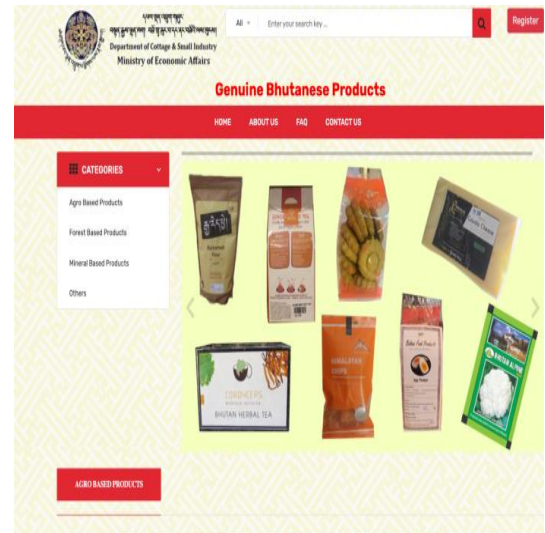 Department of Cottage & Small Industry
Ministry of Economic Affairs
All
Enter your search key ...
Register
Genuine Bhutanese Products
HOME
ABOUT US
FAQ
CONTACT US
CATEGORIES
Agro Based Products
Forest Based Products
Mineral Based Products
Others
HIMALAYAN
CHIPS
CORDYCEPS
BHUTAN HERBAL TEA
AGRO BASED PRODUCTS